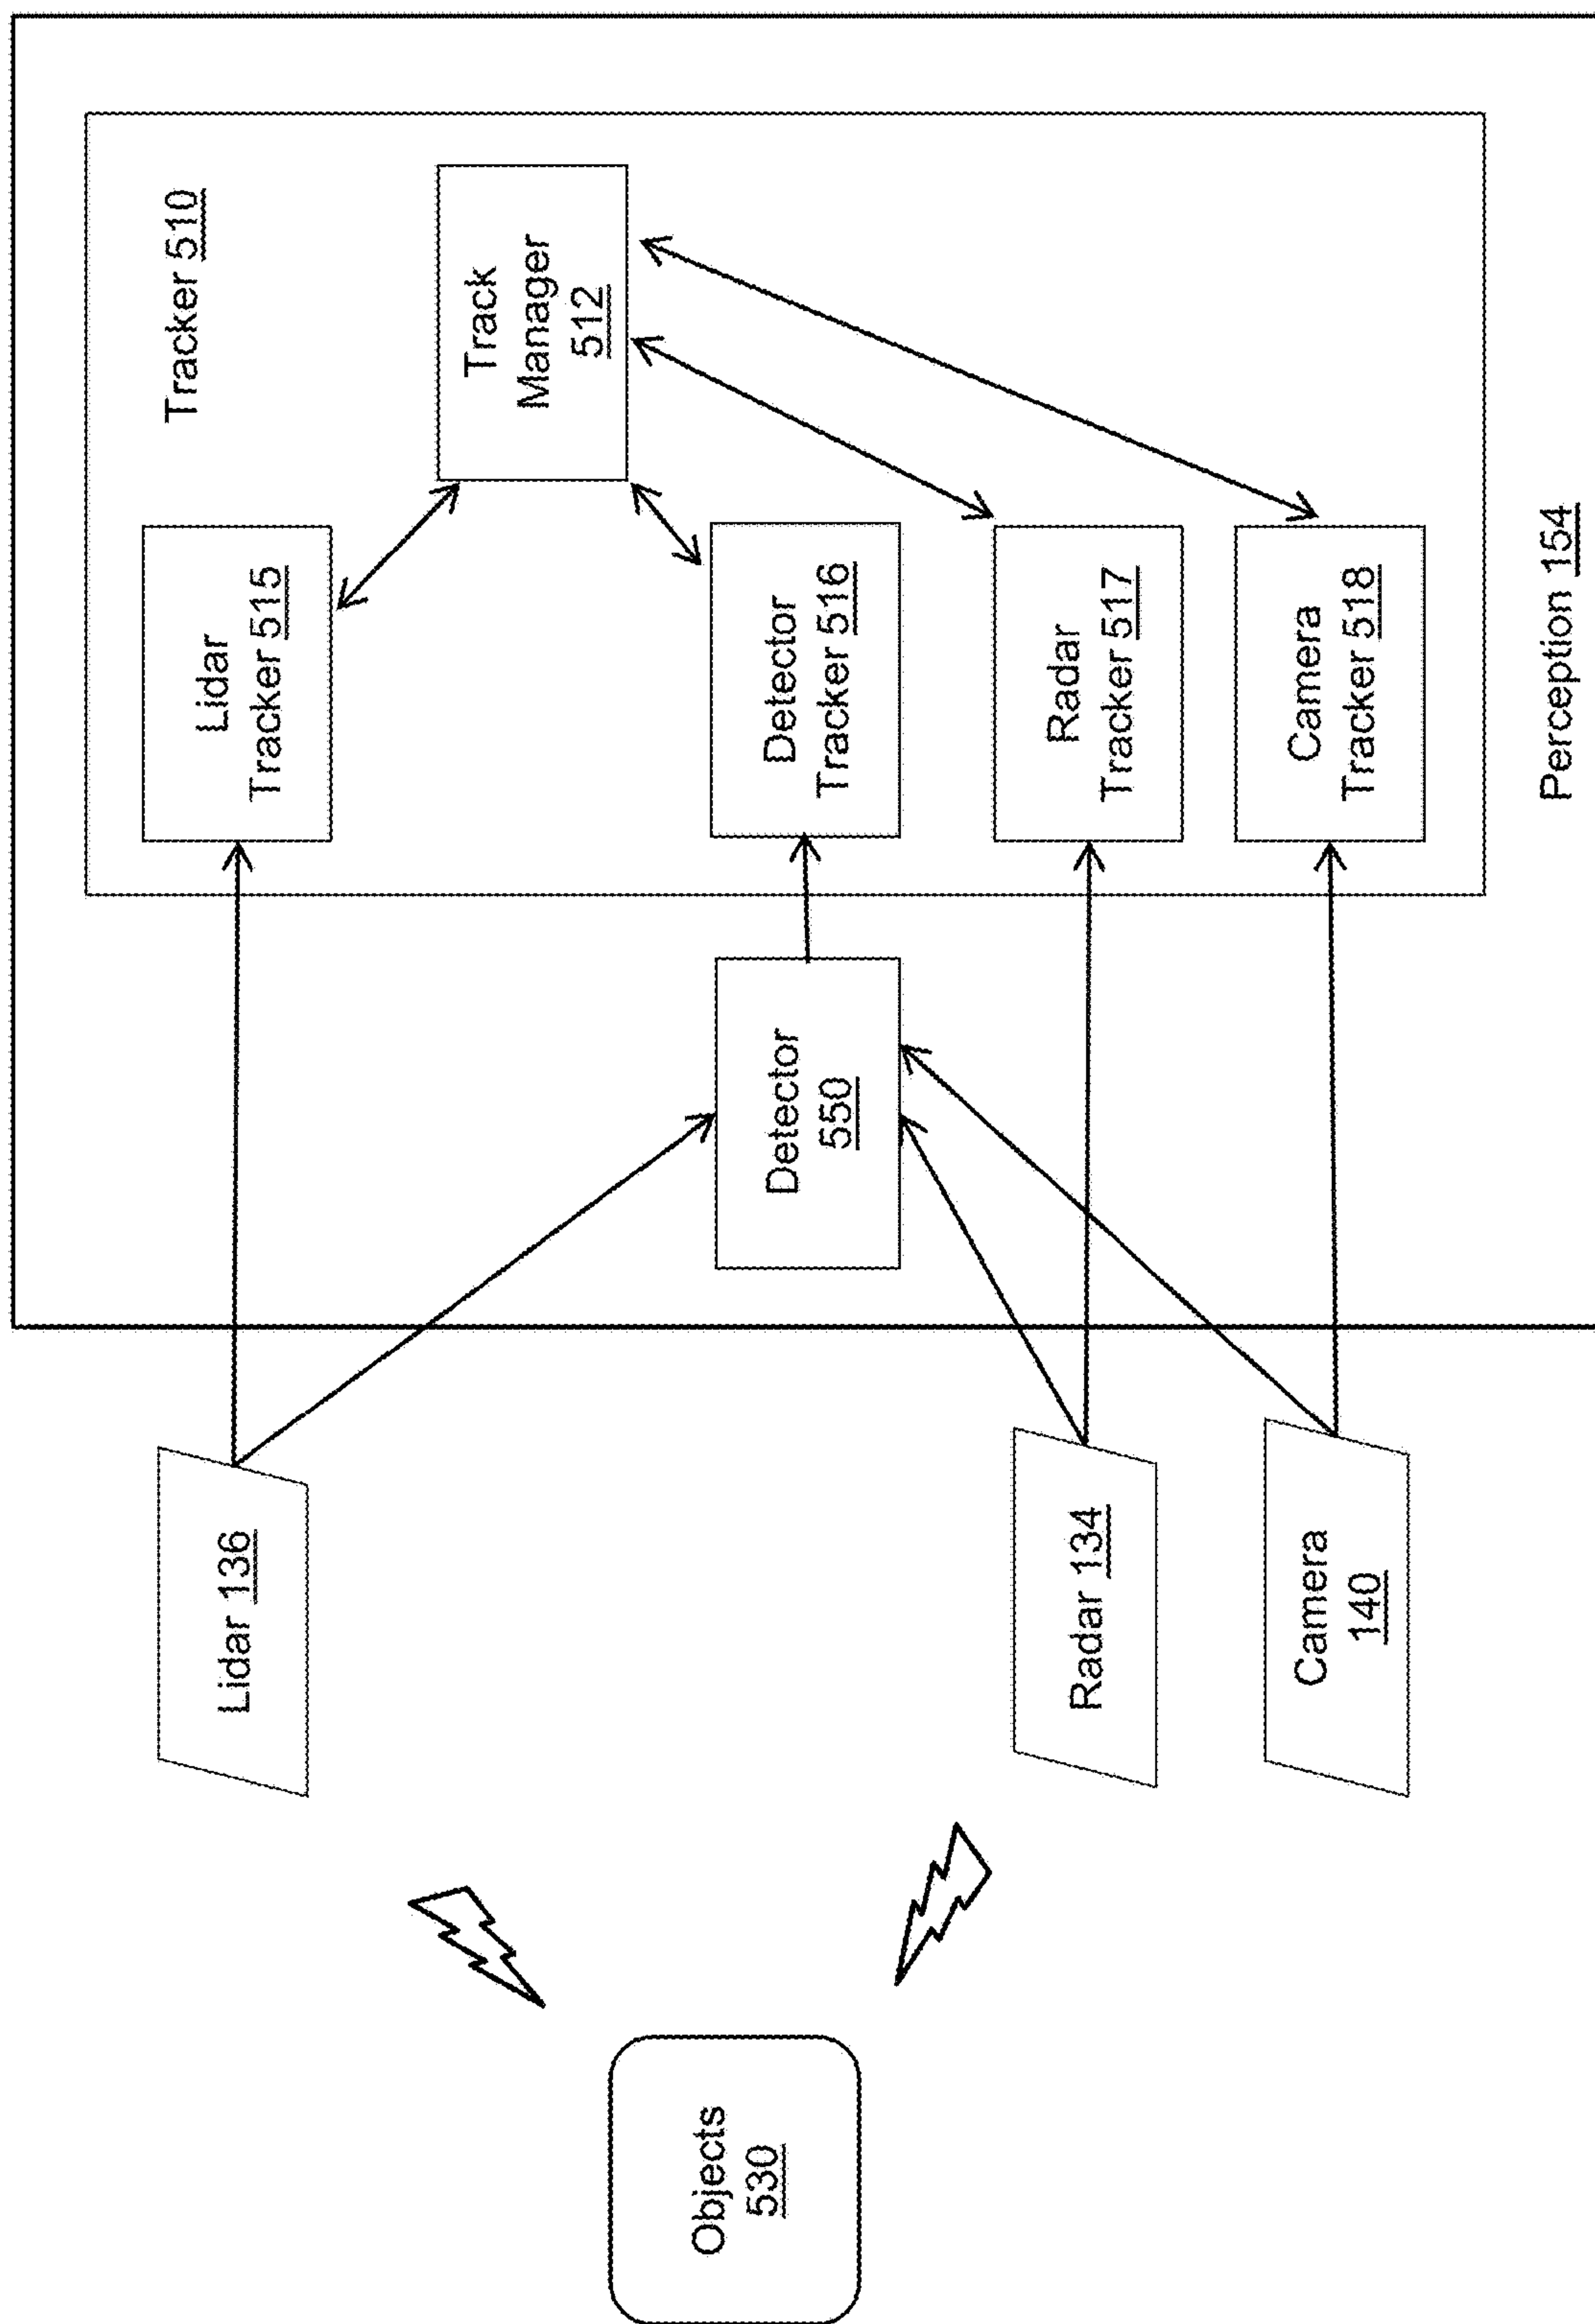 Tracker 510
Lidar
Tracker 515
Track
Manager
512
Detector
Tracker 516
Radar
Tracker 517
Camera
Tracker 518
Perception 154
Detector
550
Lidar 136
Radar 134
Camera
140
Objects
530